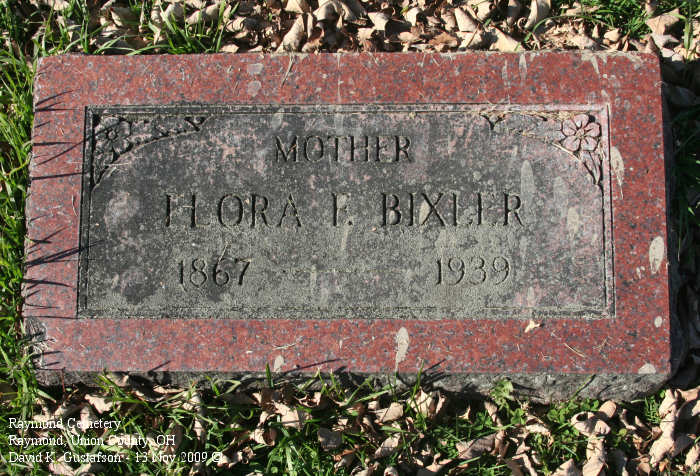 MOTHER
FLORA F. BIXLER
1867 1939
Raymond Cemetery
Raymond, Union County, OH
David K. Gustafson - 13 Nov 2009 ©